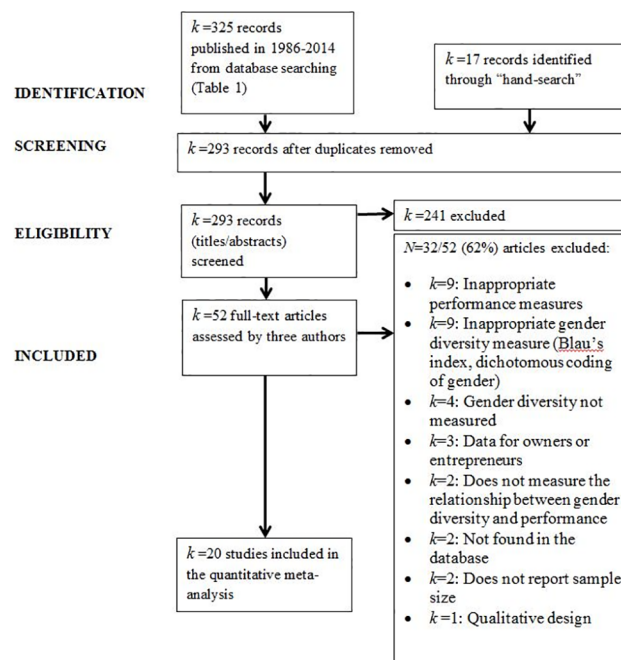 k=325 records
published in 1986-2014
from database searching
(Table 1)
k=17 records identified
through “hand-search”
IDENTIFICATION
SCREENING
k=293 records after duplicates removed
k=293 records
(titles/abstracts)
screened
k=241 excluded
ELIGIBILITY
N=32/52 (62%) articles excluded:
• k=9: Inappropriate
performance measures
• k=9: Inappropriate gender
diversity measure (Blau’s
index, dichotomous coding
of gender)
• k=4: Gender diversity not
measured
• k=3: Data for owners or
entrepreneurs
• k=2: Does not measure the
relationship between gender
diversity and performance
• k=2: Not found in the
database
• k=2: Does not report sample
size
• k=1: Qualitative design
k=52 full-text articles
assessed by three authors
INCLUDED
k=20 studies included in
the quantitative meta-
analysis